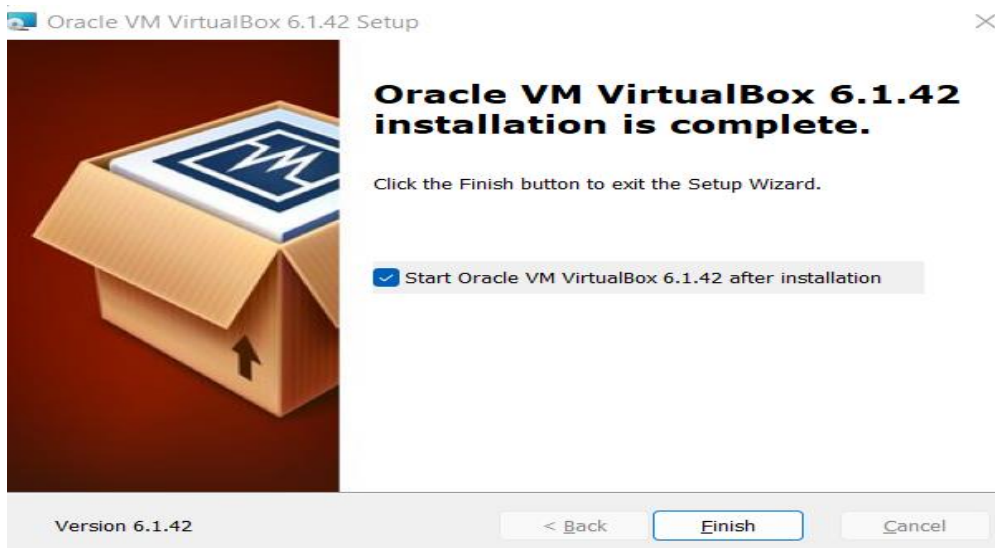 Oracle VM VirtualBox 6.1.42 Setup
Oracle VM VirtualBox 6.1.42
installation is complete.
Click the Finish button to exit the Setup Wizard.
Start Oracle VM VirtualBox 6.1.42 after installation
Version 6.1.42
< Back
Finish
Cancel